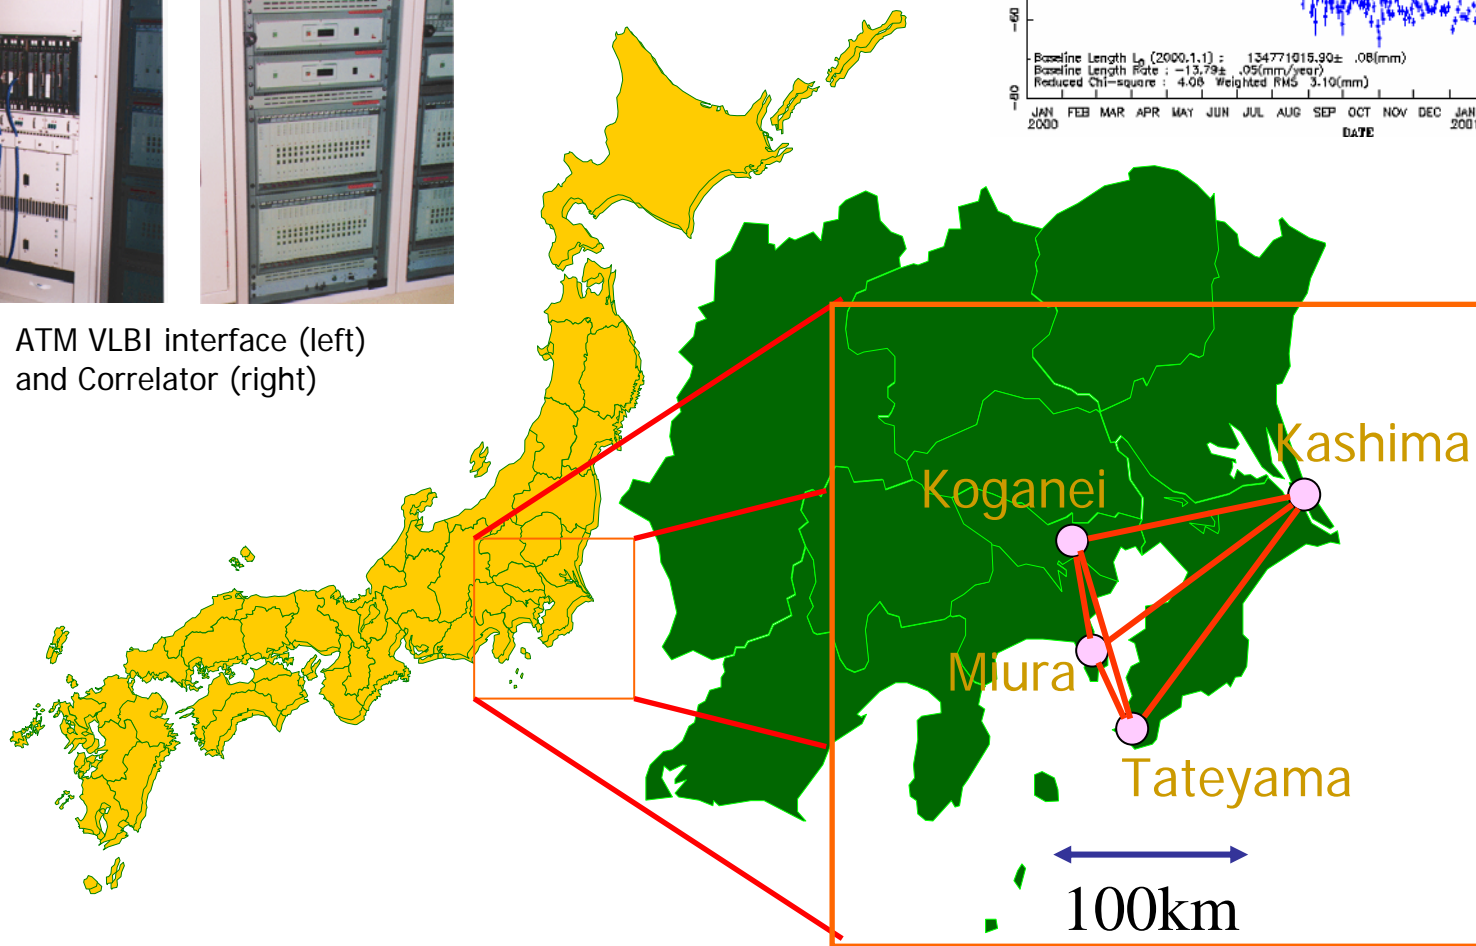 -60
Baseline Length L0 (2000.1.1) : 134771015.90± .08(mm)
Baseline Length Rate : -13.79± .05(mm/year)
Reduced Chi-square : 4.08 Weighted RMS 3.10(mm)
-80
JAN FEB MAR APR MAY JUN JUL AUG SEP OCT NOV DEC JAN
2000 2001
DATE
ATM VLBI interface (left)
and Correlator (right)
Kashima
Koganei
Miura
Tateyama
100km